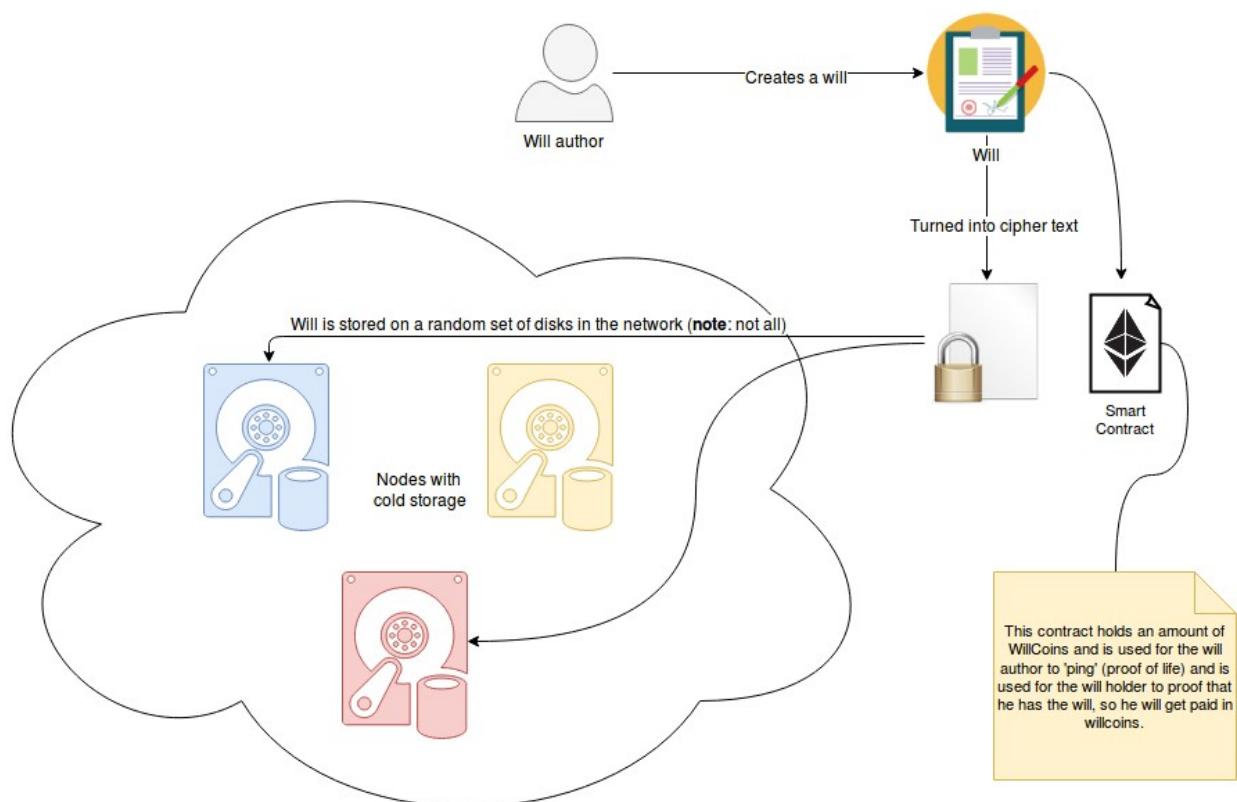 Creates a will
Will author
Will
Turned into cipher text
Will is stored on a random set of disks in the network (note: not all)
Nodes with
cold storage
Smart
Contract
This contract holds an amount of
WillCoins and is used for the will
author to 'ping' (proof of life) and is
used for the will holder to proof that
he has the will, so he will get paid in
willcoins.